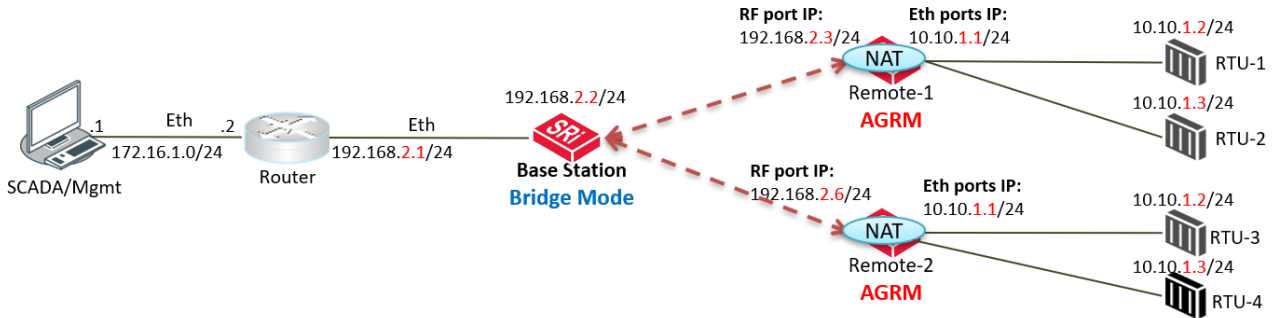 RF port IP:
192.168.2.3/24
Eth ports IP:
10.10.1.1/24
10.10.1.2/24
NAT
RTU-1
Remote-1
AGRM
10.10.1.3/24
RTU-2
192.168.2.2/24
SRi
Base Station
Bridge Mode
.1
Eth
.2
172.16.1.0/24
Eth
192.168.2.1/24
SCADA/Mgmt
Router
RF port IP:
192.168.2.6/24
Eth ports IP:
10.10.1.1/24
10.10.1.2/24
NAT
RTU-3
Remote-2
AGRM
10.10.1.3/24
RTU-4